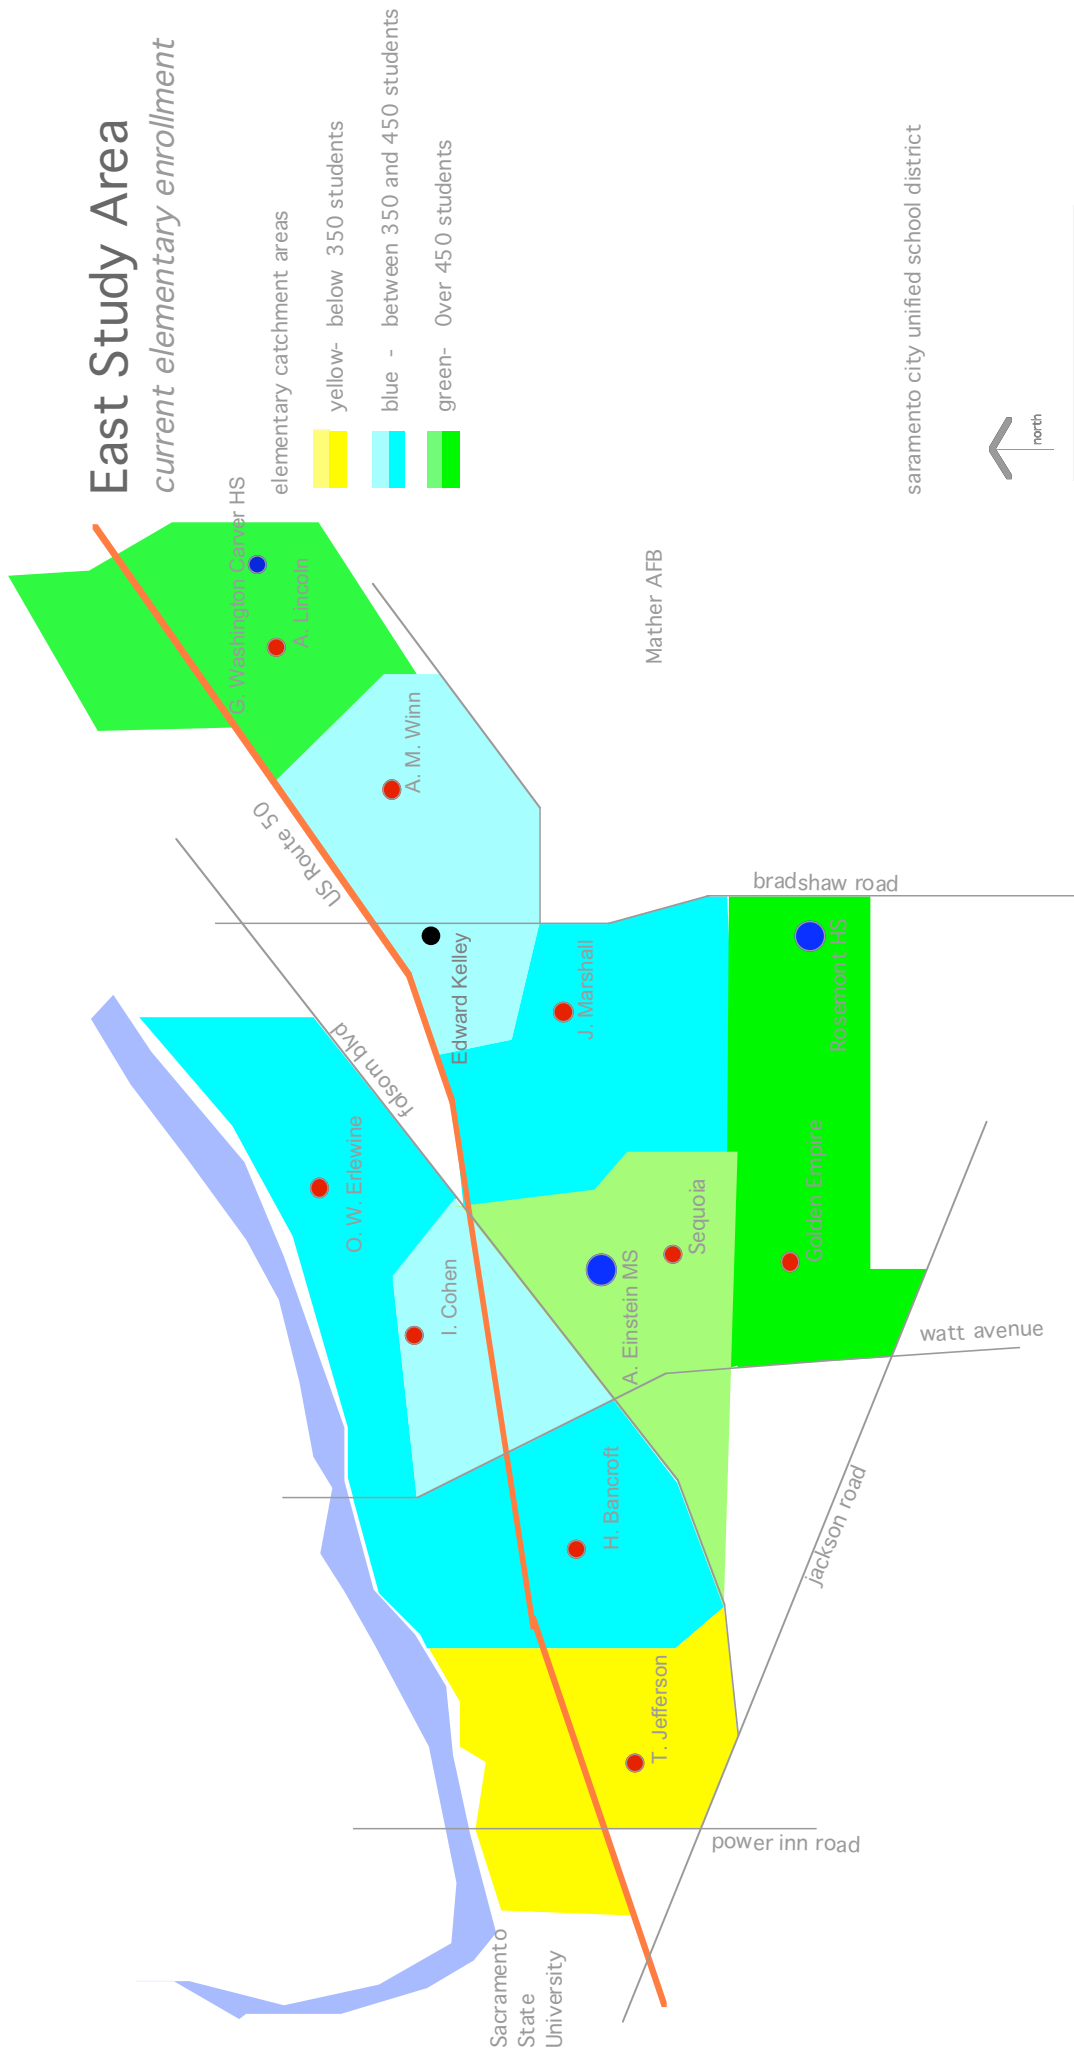 East Study Area
current elementary enrollment
elementary catchment areas
yellow- below 350 students
blue - between 350 and 450 students
green- Over 450 students
G. Washington Carver HS
A. Lincoln
A. M. Winn
US Route 50
Edward Kelley
folsom blvd
O. W. Erlewine
I. Cohen
J. Marshall
Mather AFB
bradshaw road
Rosemont HS
Golden Empire
Sequoia
A. Einstein MS
watt avenue
H. Bancroft
jackson road
T. Jefferson
power inn road
Sacramento
State
University
saramento city unified school district
north